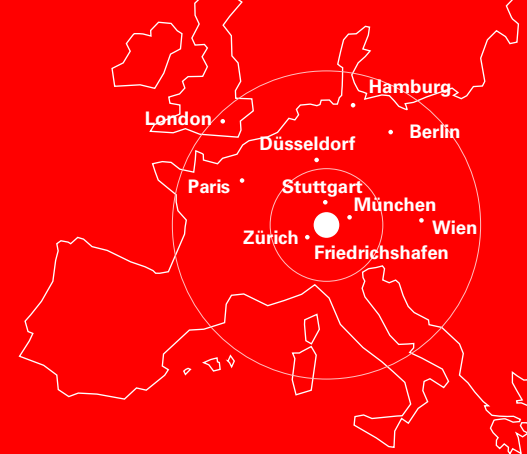 Hamburg
London
Berlin
Düsseldorf
Paris
Stuttgart
München
Wien
Zürich
Friedrichshafen